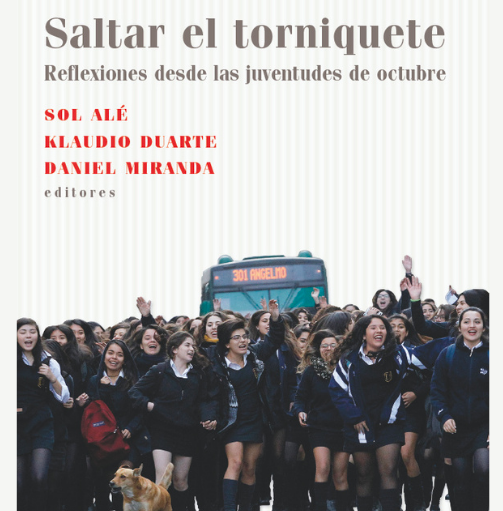 Saltar el torniquete
Reflexiones desde las juventudes de octubre
SOL ALÉ
KLAUDIO DUARTE
DANIEL MIRANDA
editores
301 ANGELMO